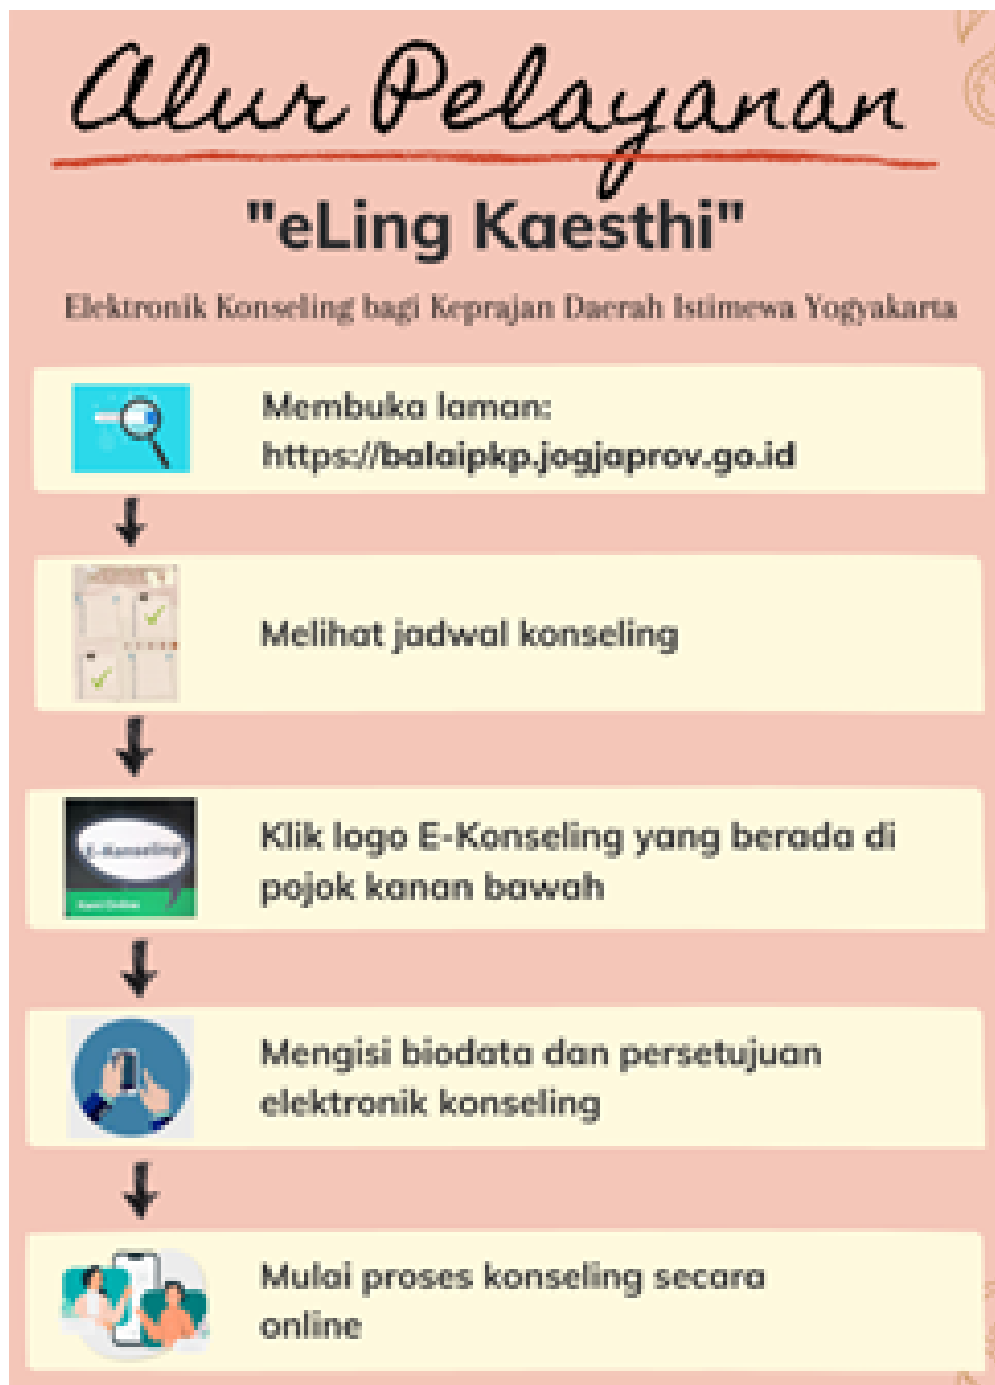 Alur Pelayanan
"eLing Kaesthi"
Elektronik Konseling bagi Keprajan Daerah Istimewa Yogyakarta
Membuka laman:
https://balaipkp.jogjaprov.go.id
Melihat jadwal konseling
E-Konseling
Klik logo E-Konseling yang berada di
pojok kanan bawah
Mengisi biodata dan persetujuan
elektronik konseling
Mulai proses konseling secara
online